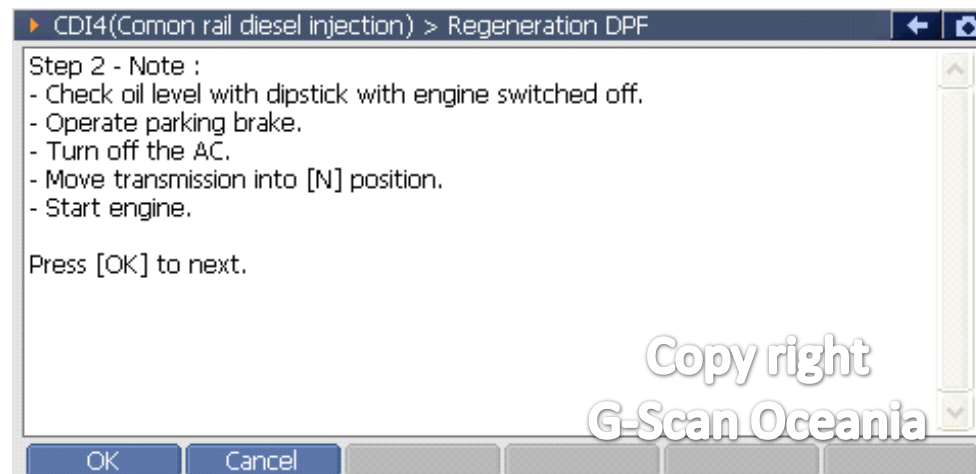 CDI4(Comon rail diesel injection) > Regeneration DPF
Step 2 - Note :
- Check oil level with dipstick with engine switched off.
- Operate parking brake.
- Turn off the AC.
- Move transmission into [N] position.
- Start engine.
Press [OK] to next.
Copy right
G-Scan Oceania
OK Cancel